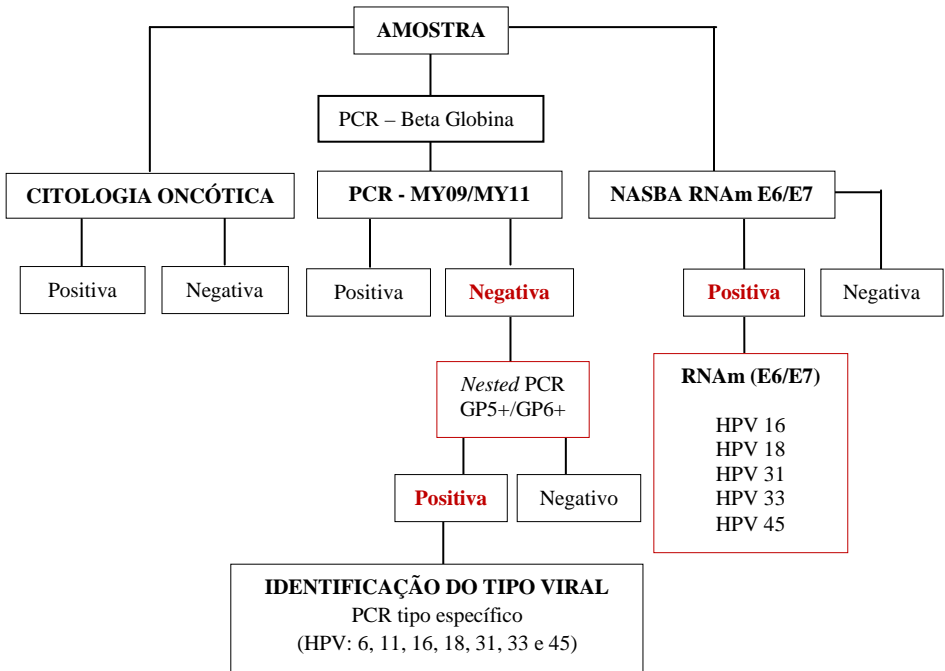 AMOSTRA
PCR – Beta Globina
CITOLOGIA ONCÓTICA
PCR - MY09/MY11
NASBA RNAm E6/E7
Positiva
Negativa
Positiva
Negativa
Positiva
Negativa
Nested PCR
GP5+/GP6+
RNAm (E6/E7)
HPV 16
HPV 18
HPV 31
HPV 33
HPV 45
Positiva
Negativo
IDENTIFICAÇÃO DO TIPO VIRAL
PCR tipo específico
(HPV: 6, 11, 16, 18, 31, 33 e 45)